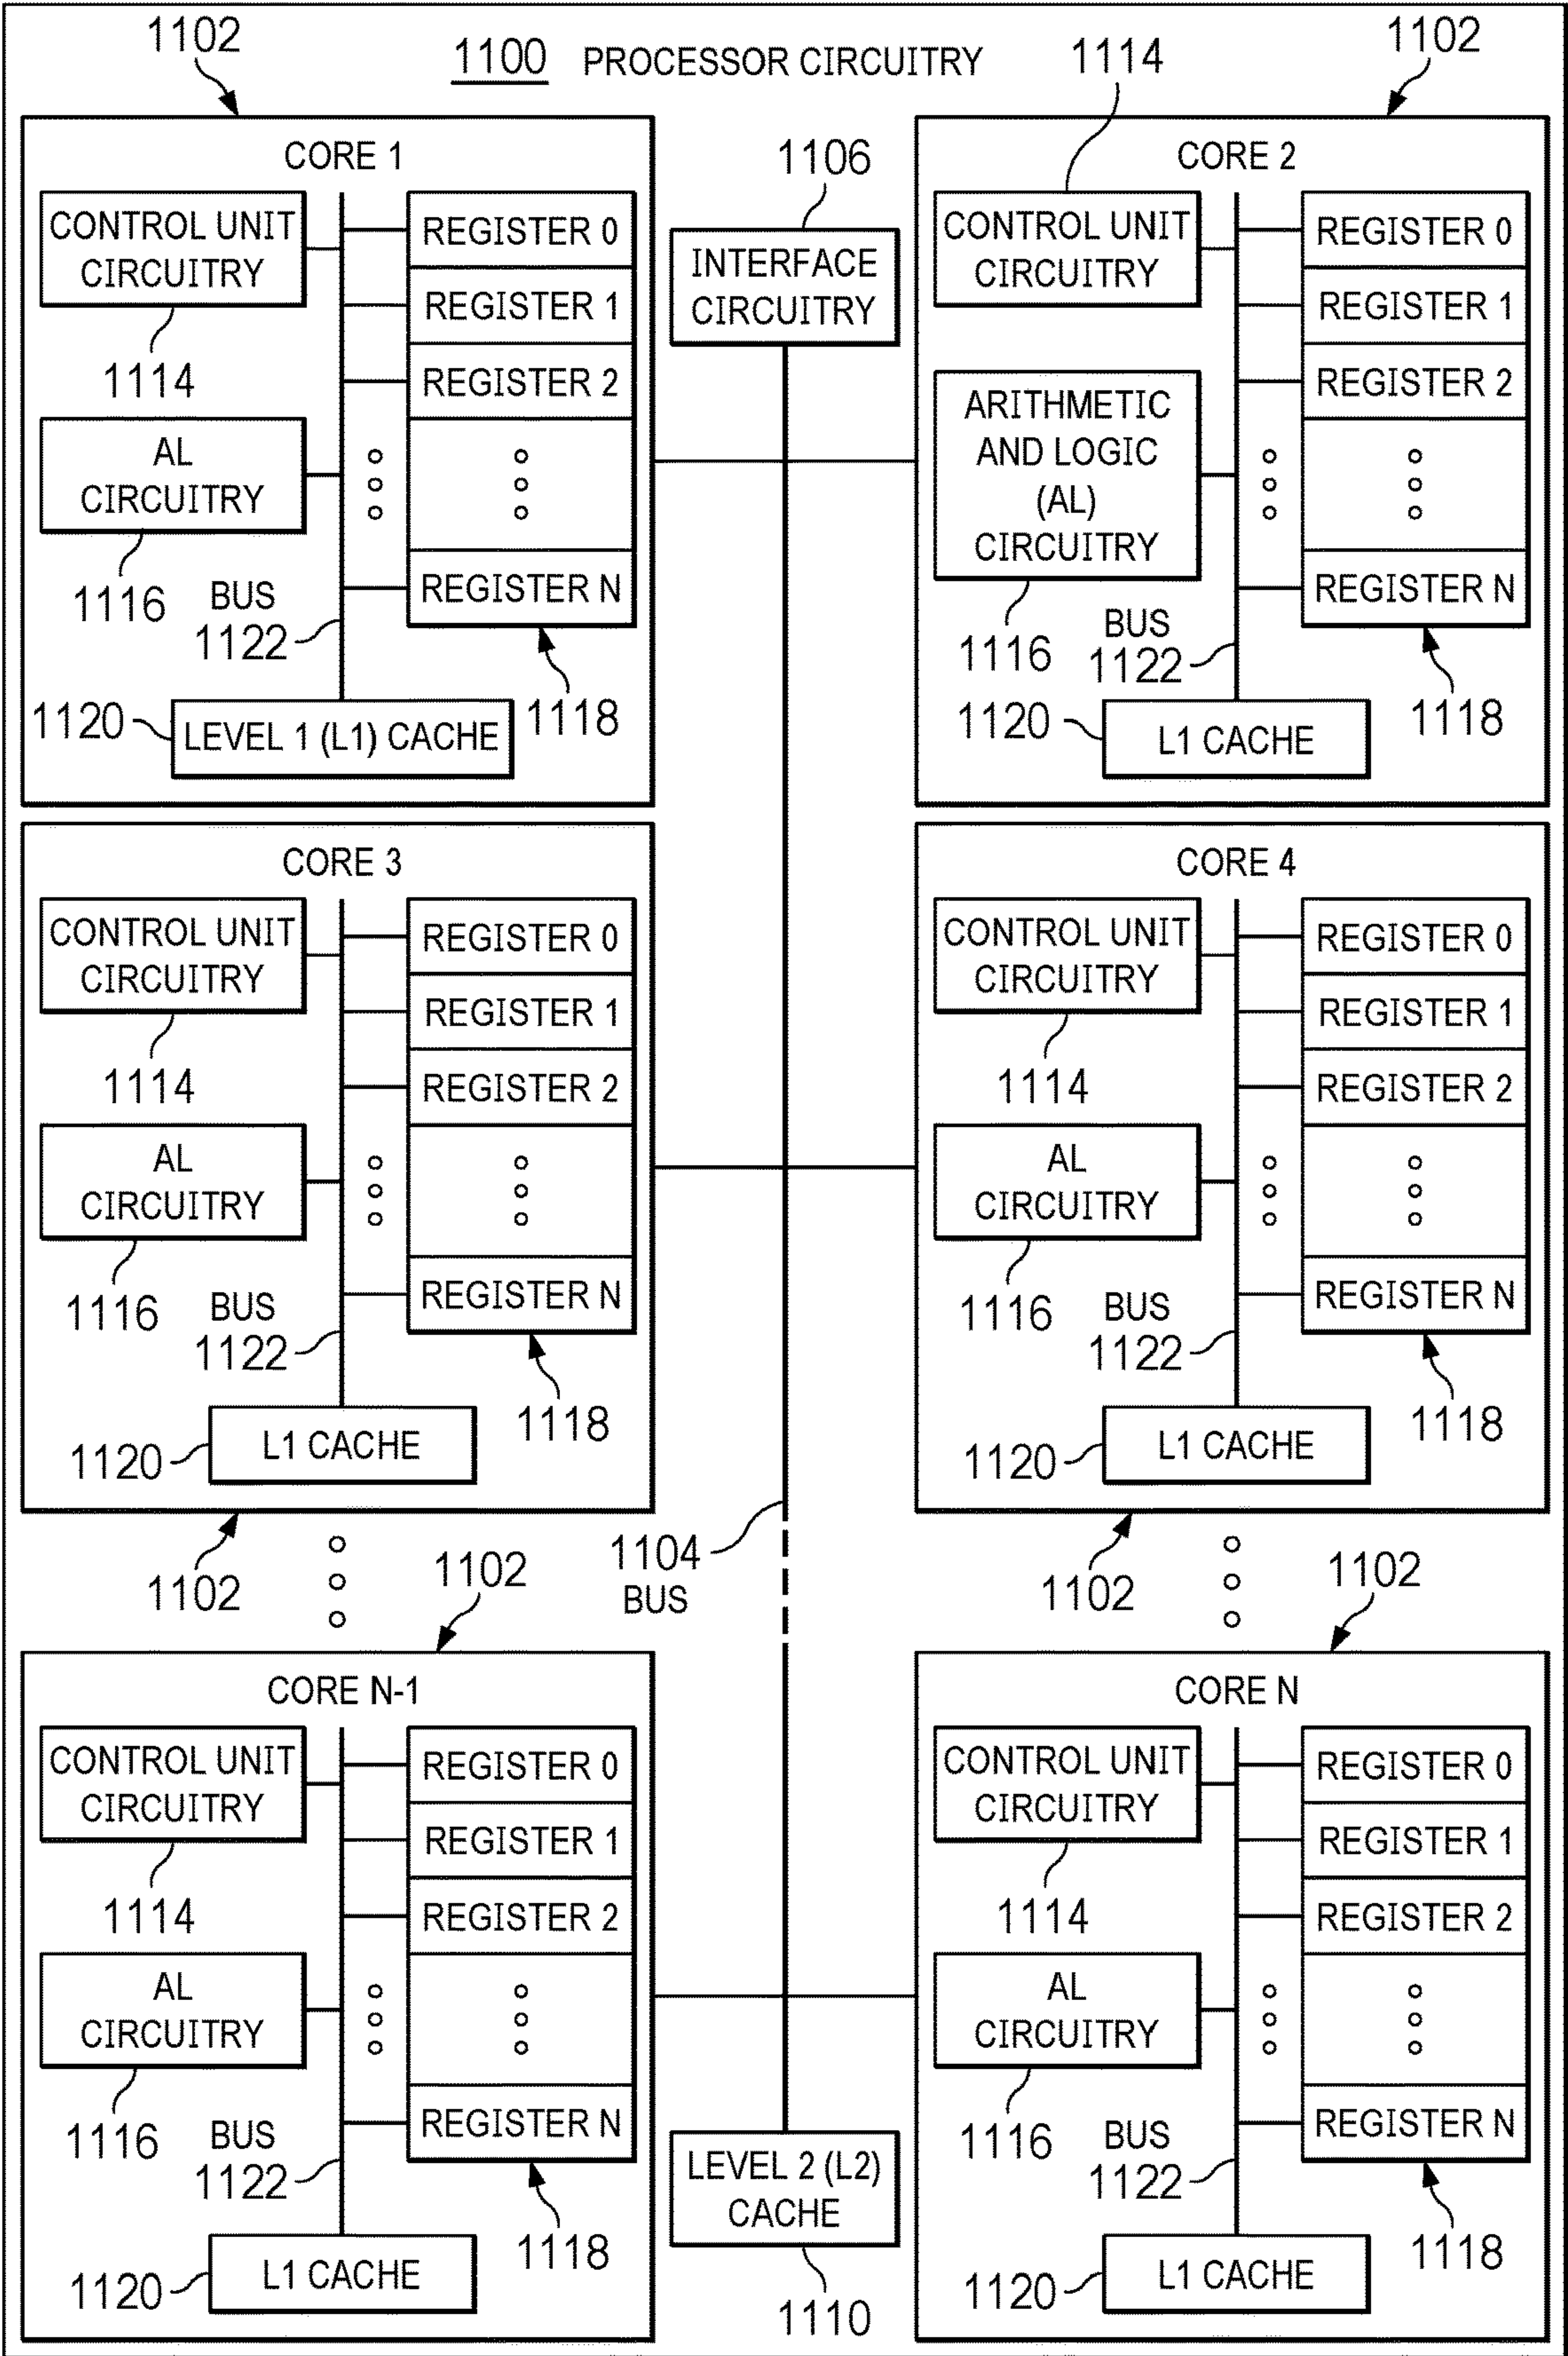 1102
1100 PROCESSOR CIRCUITRY
1114
1102
CORE 1
CONTROL UNIT
CIRCUITRY
1114
AL
CIRCUITRY
1116
BUS
1122
REGISTER 0
REGISTER 1
REGISTER 2
REGISTER N
1118
1120
LEVEL 1 (L1) CACHE
1106
INTERFACE
CIRCUITRY
CORE 2
CONTROL UNIT
CIRCUITRY
ARITHMETIC
AND LOGIC
(AL)
CIRCUITRY
1116
BUS
1122
REGISTER 0
REGISTER 1
REGISTER 2
REGISTER N
1118
1120
L1 CACHE
CORE 3
CONTROL UNIT
CIRCUITRY
1114
AL
CIRCUITRY
1116
BUS
1122
REGISTER 0
REGISTER 1
REGISTER 2
REGISTER N
1118
1120
L1 CACHE
1102
CORE 4
CONTROL UNIT
CIRCUITRY
1114
AL
CIRCUITRY
1116
BUS
1122
REGISTER 0
REGISTER 1
REGISTER 2
REGISTER N
1118
1120
L1 CACHE
1102
1104
BUS
1102
CORE N-1
CONTROL UNIT
CIRCUITRY
1114
AL
CIRCUITRY
1116
BUS
1122
REGISTER 0
REGISTER 1
REGISTER 2
REGISTER N
1118
1120
L1 CACHE
LEVEL 2 (L2)
CACHE
1110
1102
CORE N
CONTROL UNIT
CIRCUITRY
1114
AL
CIRCUITRY
1116
BUS
1122
REGISTER 0
REGISTER 1
REGISTER 2
REGISTER N
1118
1120
L1 CACHE